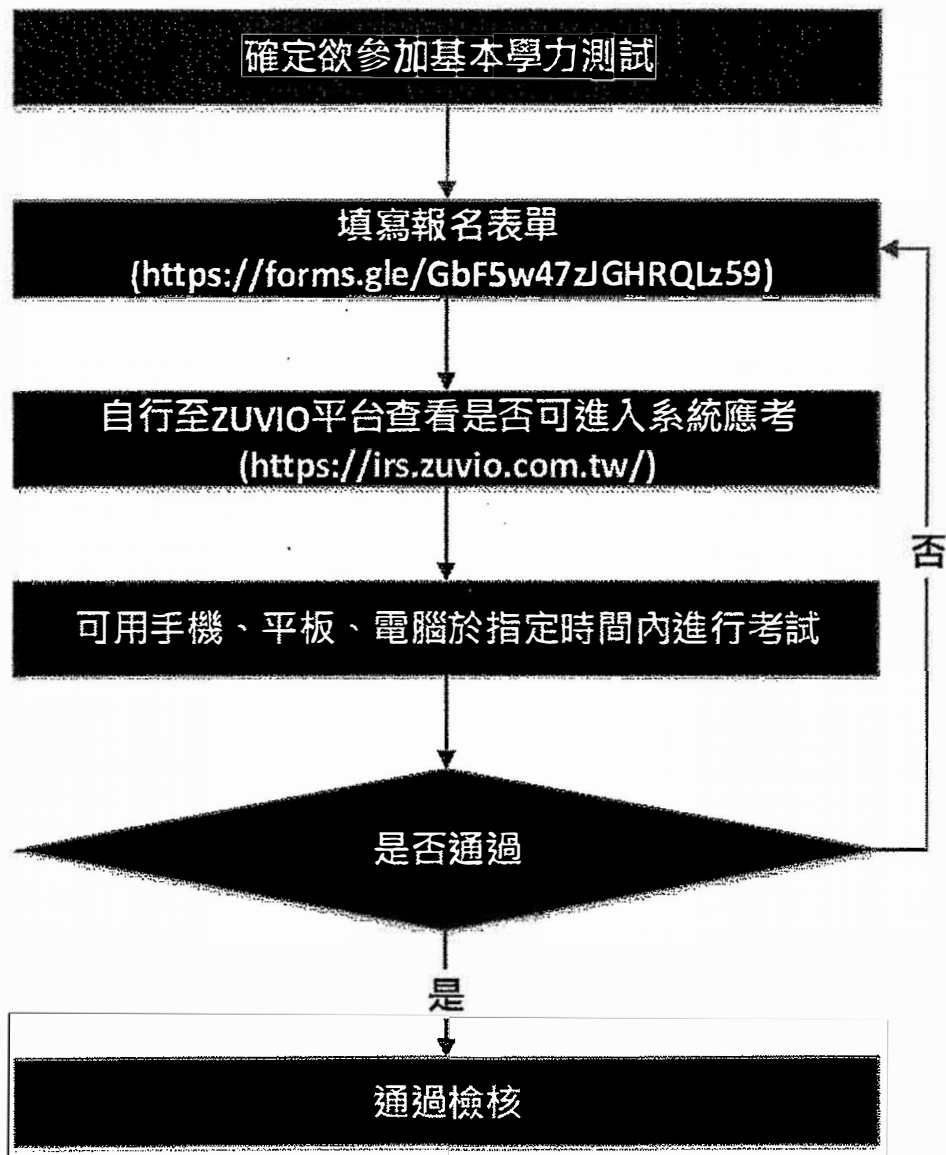 確定欲參加基本學力測試
填寫報名表單
(https://forms.gle/GbF5w47zJGHRQLz59)
自行至ZUVIO平台查看是否可進入系統應考
(https://irs.zuvio.com.tw/)
可用手機、平板、電腦於指定時間內進行考試
否
是否通過
是
通過檢核